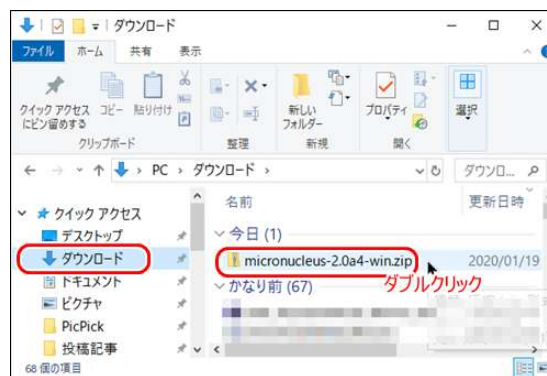 ダウンロード
ファイル ホーム 共有 表示
クイック アクセス
にピン留めする
コピー
貼り付け
新しい
フォルダー
プロパティ
選択
クリップボード 整理 新規 開く
PC › ダウンロード ›
ダウンロ...
名前 更新日時
クイック アクセス
今日 (1)
デスクトップ
ダウンロード
micronucleus-2.0a4-win.zip 2020/01/19
ダブルクリック
ドキュメント
かなり前 (67)
ピクチャ
PicPick
投稿記事
68 個の項目